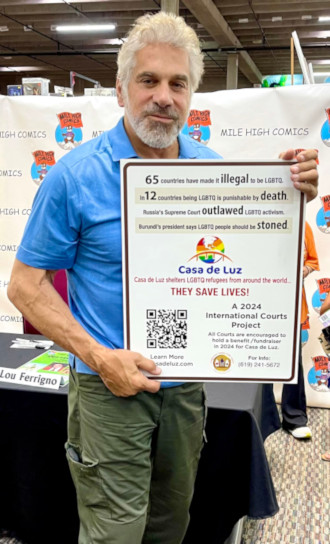 MILE HIGH COMICS
MILE HIGH COMICS
65 countries have made it illegal to be LGBTQ.
In 12 countries being LGBTQ is punishable by death.
Russia's Supreme Court outlawed LGBTQ activism.
Burundi's president says LGBTQ people should be stoned.
Casa de Luz
Casa de Luz shelters LGBTQ refugees from around the world...
THEY SAVE LIVES!
A 2024
International Courts
Project
All Courts are encouraged to
hold a benefit/fundraiser
in 2024 for Casa de Luz.
Learn More
adeluz.com
For Info:
(619) 241-5672
Lou Ferrigno